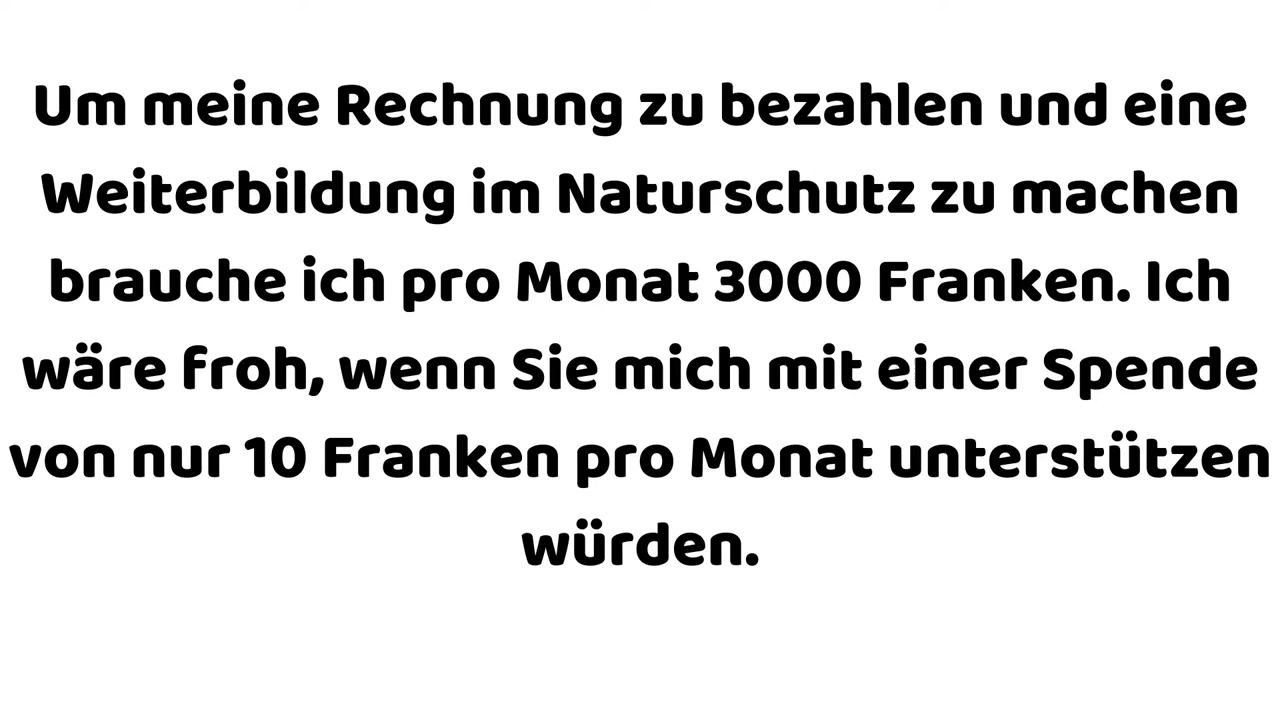 Um meine Rechnung zu bezahlen und eine
Weiterbildung im Naturschutz zu machen
brauche ich pro Monat 3000 Franken. Ich
wäre froh, wenn Sie mich mit einer Spende
von nur 10 Franken pro Monat unterstützen
würden.